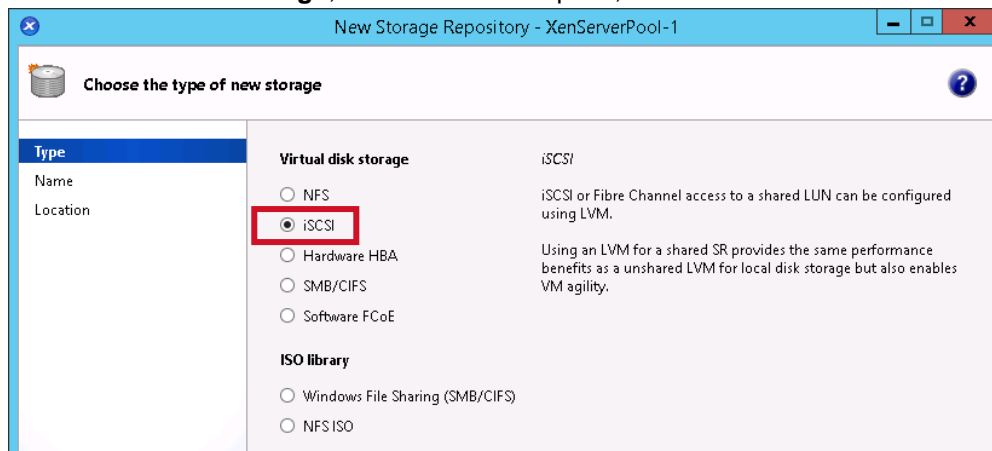 New Storage Repository - XenServerPool-1
Choose the type of new storage
?
Type
Name
Location
Virtual disk storage
NFS
iSCSI
Hardware HBA
SMB/CIFS
Software FCoE
ISO library
Windows File Sharing (SMB/CIFS)
NFS ISO
iSCSI
iSCSI or Fibre Channel access to a shared LUN can be configured
using LVM.
Using an LVM for a shared SR provides the same performance
benefits as a unshared LVM for local disk storage but also enables
VM agility.